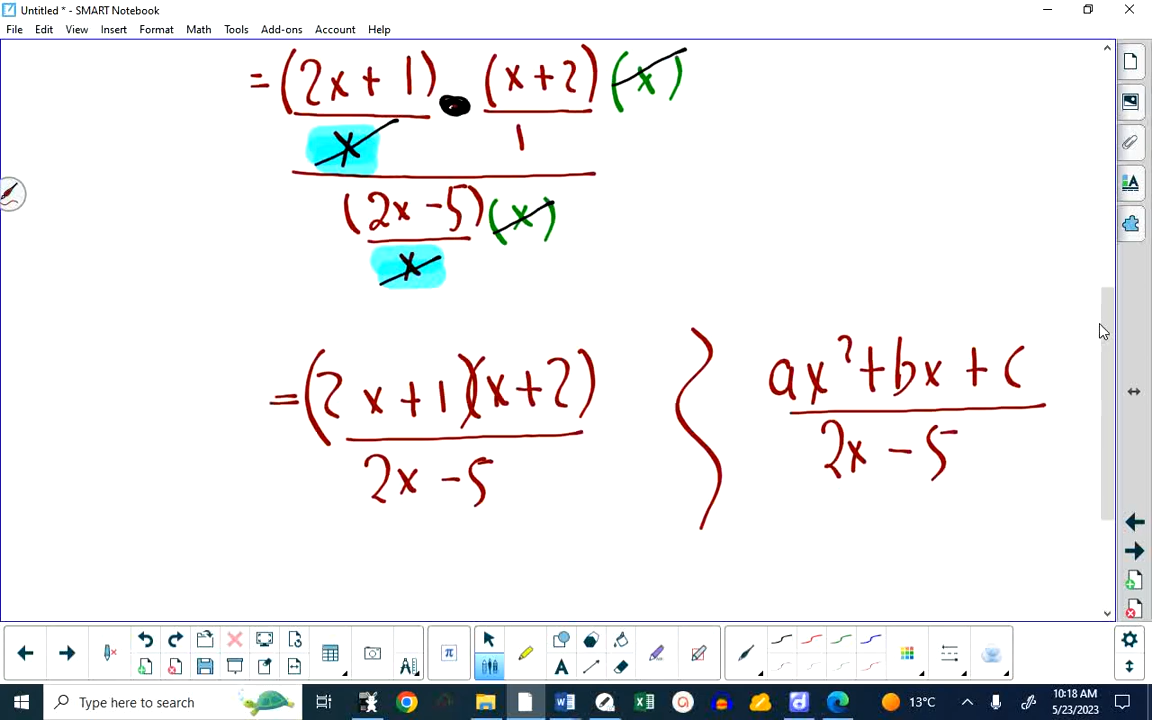 Untitled * - SMART Notebook
File Edit View Insert Format Math Tools Add-ons Account Help
= (2x + 1) • (x + 2) (x)
x 1
(2x - 5) (x)
x
= (2x + 1)(x + 2)
2x - 5
ax² + bx + c
2x - 5
π
A
Type here to search
13°C
10:18 AM
5/23/2023